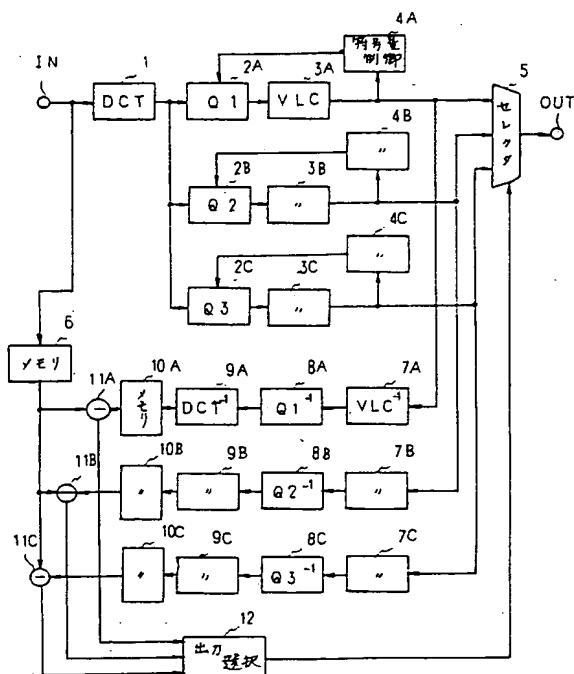 IN
1
DCT
2A
Q1
3A
VLC
4A
符号量
制御
5
セレクタ
OUT
4B
〃
2B
Q2
3B
〃
4C
〃
2C
Q3
3C
〃
6
メモリ
11A
−
10A
メモリ
9A
DCT⁻¹
8A
Q1⁻¹
7A
VLC⁻¹
11B
−
10B
〃
9B
〃
8B
Q2⁻¹
7B
〃
11C
−
10C
〃
9C
〃
8C
Q3⁻¹
7C
〃
12
出力
選択